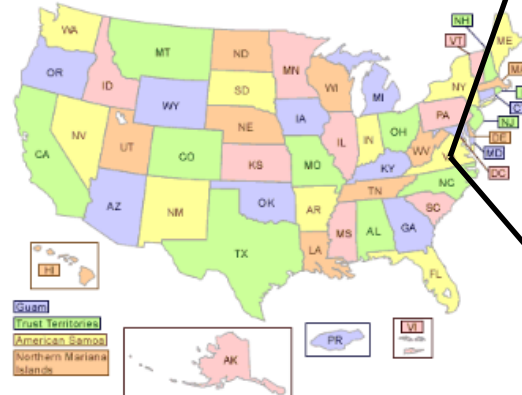 NH
VT
ME
WA
MT
ND
MN
OR
ID
SD
WI
MI
NY
WY
IA
PA
NE
NV
UT
CO
IL
IN
OH
NJ
WV
DE
MD
CA
KS
MO
KY
DC
AZ
NM
OK
AR
TN
NC
SC
TX
LA
MS
AL
GA
FL
HI
Guam
Trust Territories
American Samoa
Northern Mariana
Islands
AK
PR
VI